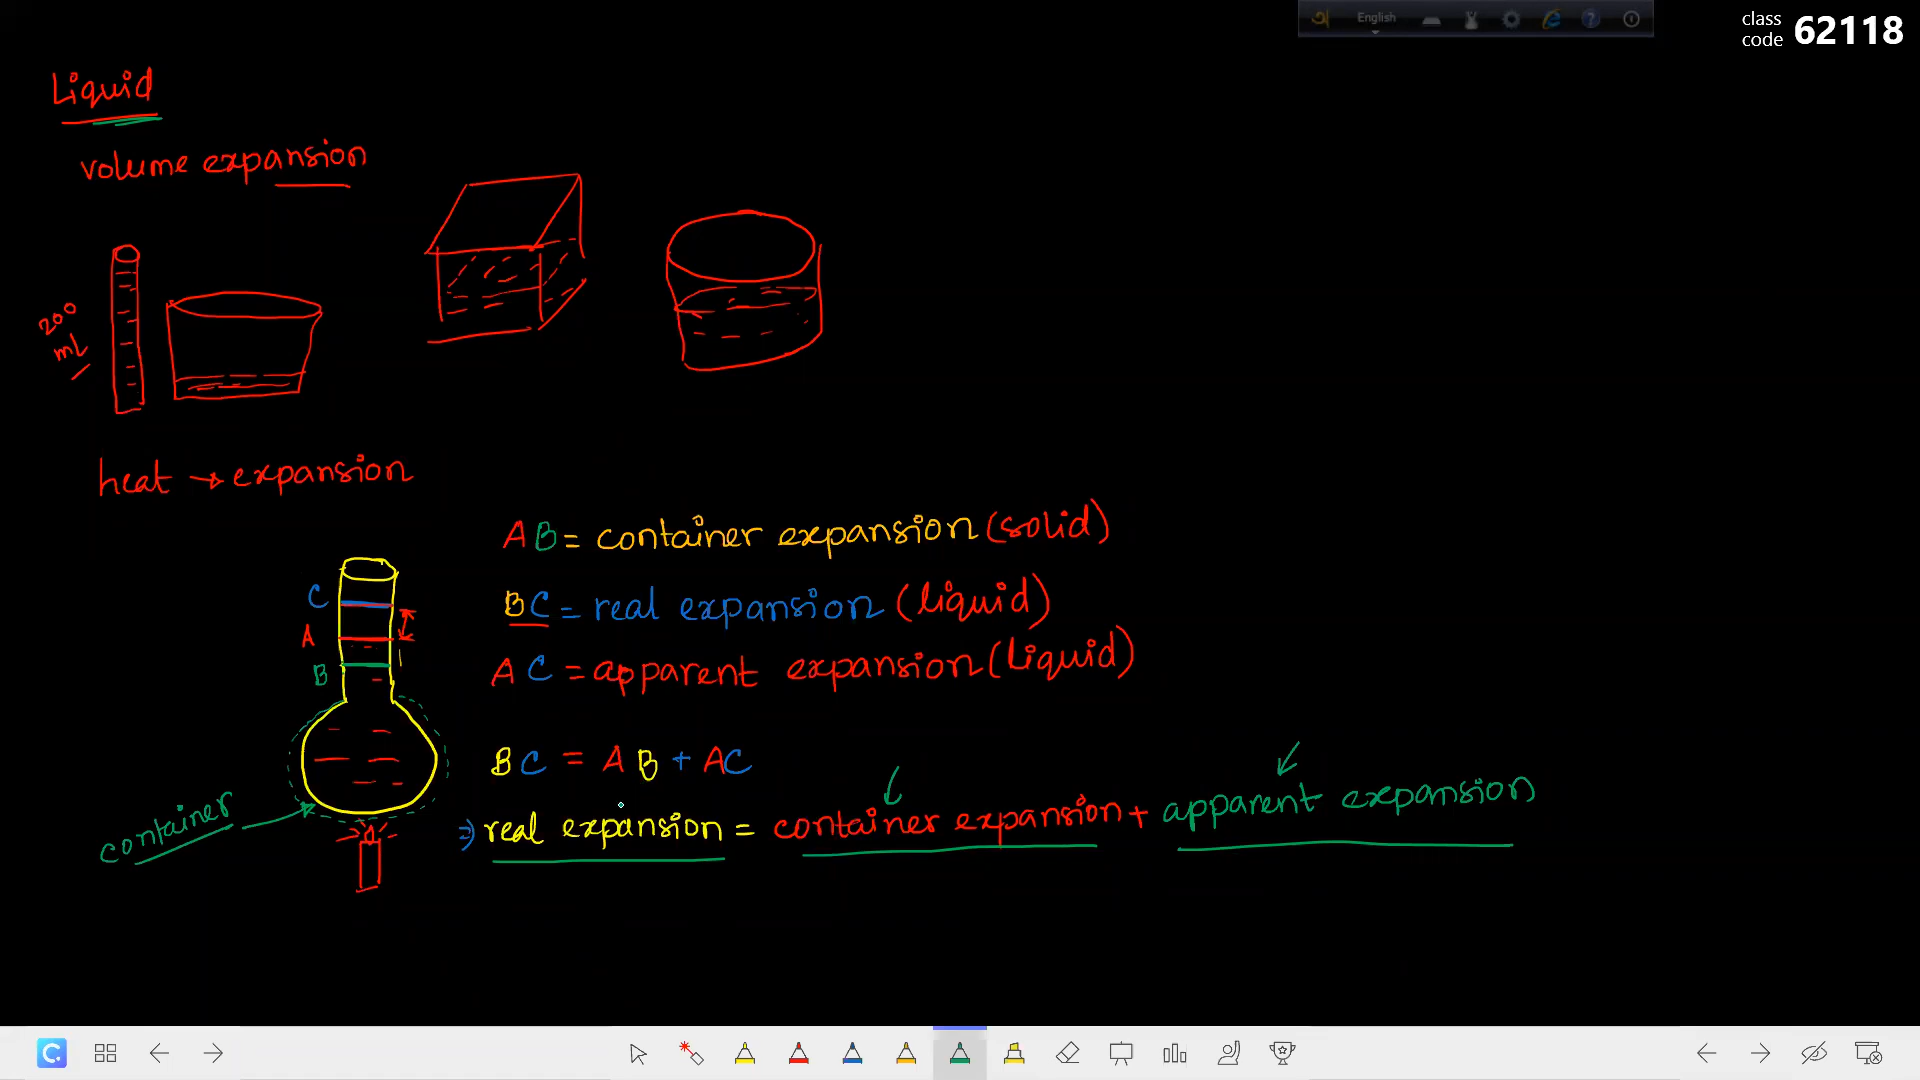 English
class code 62118
Liquid
volume expansion
200 mL
heat → expansion
AB = container expansion (solid)
BC = real expansion (liquid)
AC = apparent expansion (liquid)
C
A
B
BC = AB + AC
⇒ real expansion = container expansion + apparent expansion
container